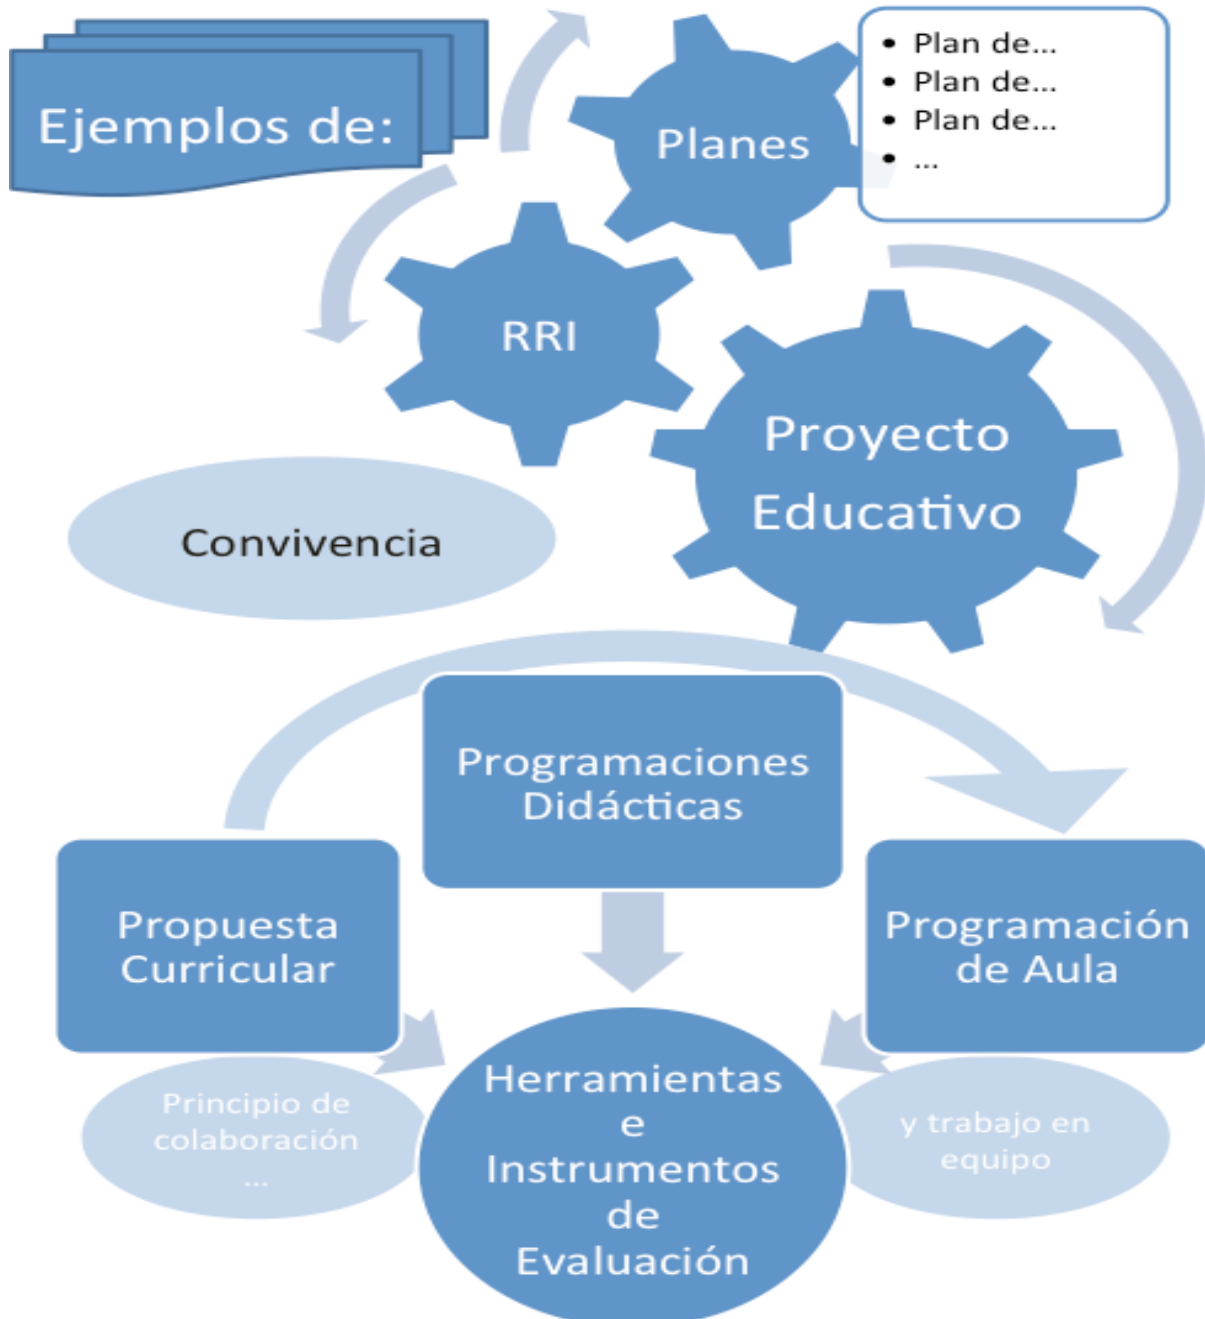 Ejemplos de:
Planes
• Plan de...
• Plan de...
• Plan de...
• ...
RRI
Proyecto
Educativo
Convivencia
Programaciones
Didácticas
Propuesta
Curricular
Programación
de Aula
Herramientas
e
Instrumentos
de
Evaluación
Principio de
colaboración
...
y trabajo en
equipo